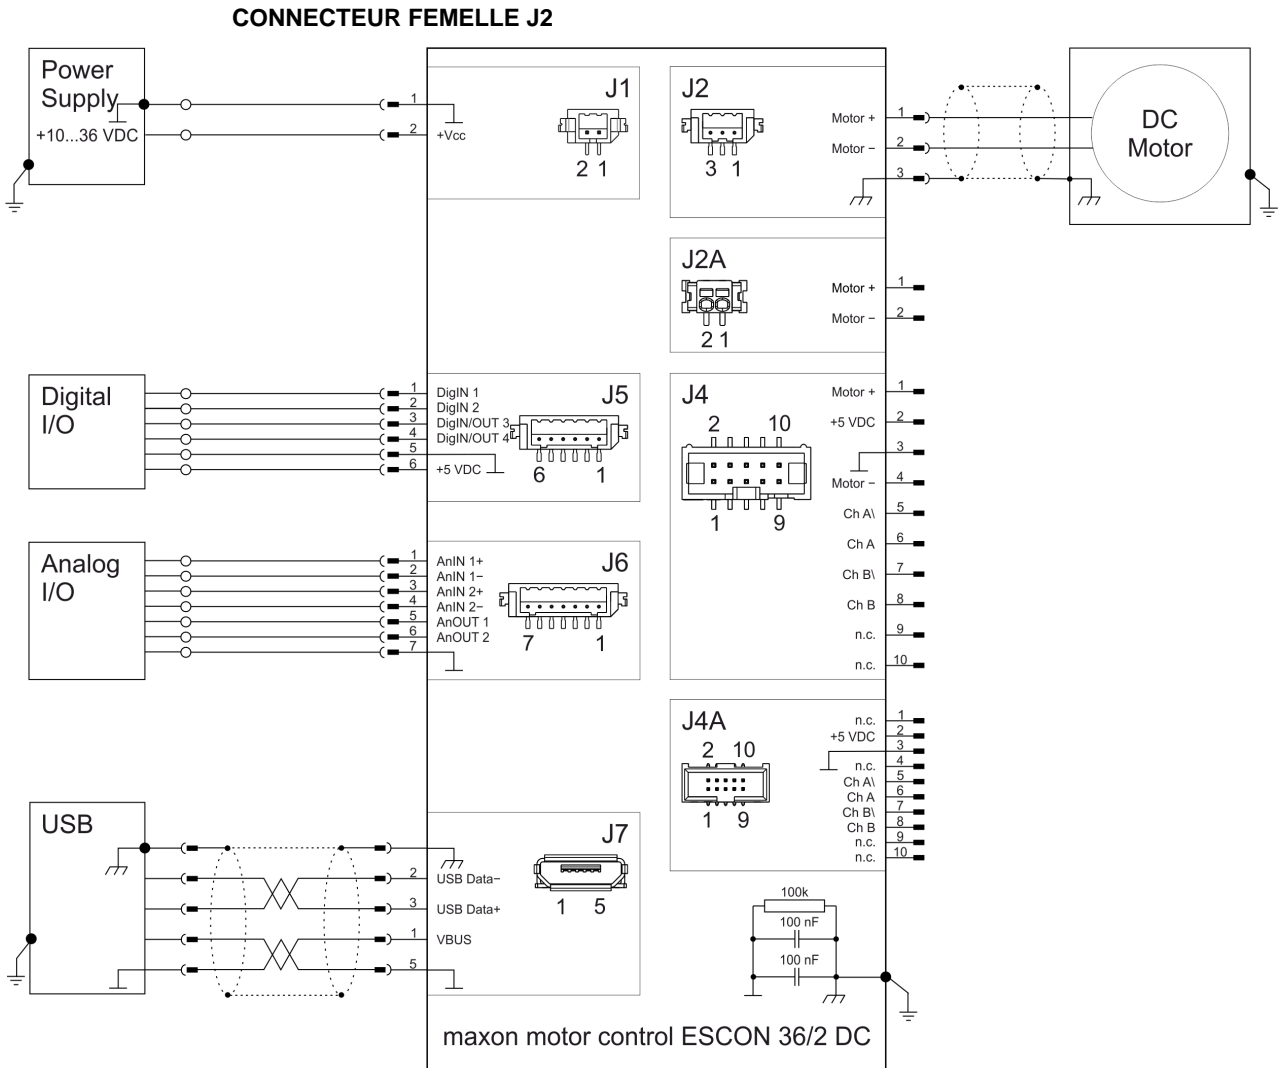 CONNECTEUR FEMELLE J2
Power
Supply
+10...36 VDC
1
2
+Vcc
J1
2 1
J2
3 1
Motor +
Motor −
1
2
3
DC
Motor
J2A
2 1
Motor +
Motor −
1
2
Digital
I/O
1
2
3
4
5
6
DigIN 1
DigIN 2
DigIN/OUT 3
DigIN/OUT 4
+5 VDC
J5
6 1
J4
2 10
1 9
Motor + 1
+5 VDC 2
3
Motor − 4
Ch A\ 5
Ch A 6
Ch B\ 7
Ch B 8
n.c. 9
n.c. 10
Analog
I/O
1
2
3
4
5
6
7
AnIN 1+
AnIN 1−
AnIN 2+
AnIN 2−
AnOUT 1
AnOUT 2
J6
7 1
J4A
2 10
1 9
n.c. 1
+5 VDC 2
3
n.c. 4
Ch A\ 5
Ch A 6
Ch B\ 7
Ch B 8
n.c. 9
n.c. 10
USB
2 USB Data−
3 USB Data+
1 VBUS
5
J7
1 5
100k
100 nF
100 nF
maxon motor control ESCON 36/2 DC